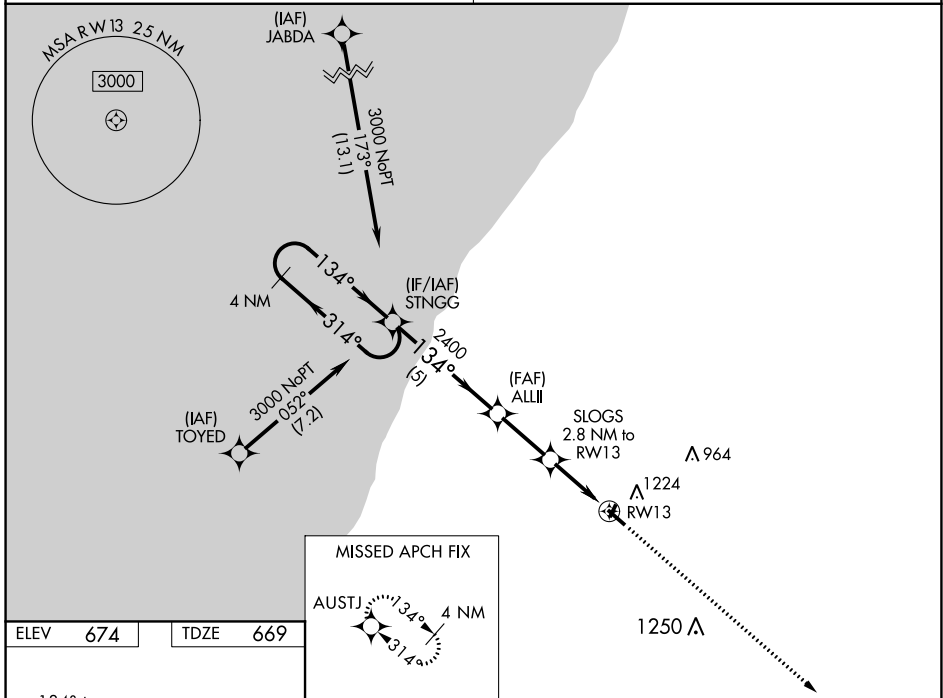 MSA RW13 25 NM
3000
(IAF)
JABDA
3000 NoPT
173°
(13.1)
134°
4 NM
314°
(IF/IAF)
STNGG
2400
134°
(5)
(IAF)
TOYED
3000 NoPT
052°
(7.2)
(FAF)
ALLII
SLOGS
2.8 NM to
RW13
964
1224
RW13
1250
MISSED APCH FIX
AUSTJ
134°
4 NM
314°
ELEV 674
TDZE 669